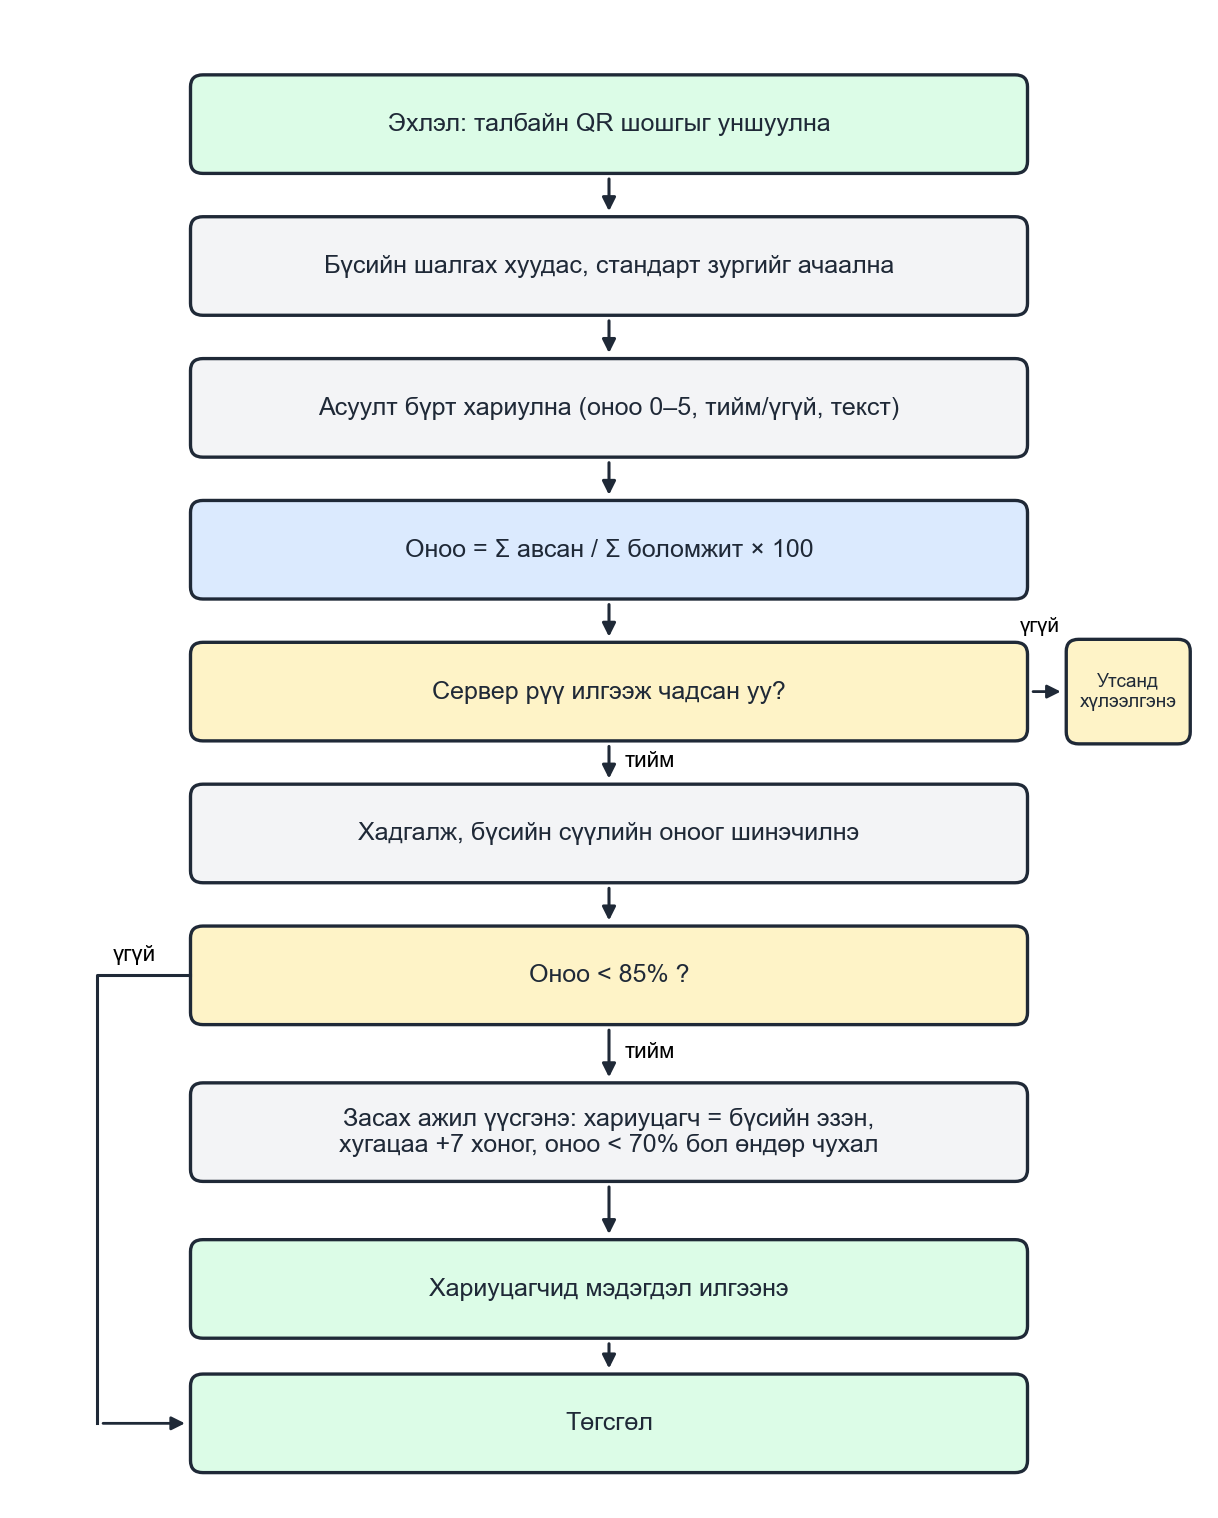 Эхлэл: талбайн QR шошгыг уншуулна
Бүсийн шалгах хуудас, стандарт зургийг ачаална
Асуулт бүрт хариулна (оноо 0–5, тийм/үгүй, текст)
Оноо = Σ авсан / Σ боломжит × 100
үгүй
Сервер рүү илгээж чадсан уу?
Утсанд
хүлээлгэнэ
тийм
Хадгалж, бүсийн сүүлийн оноог шинэчилнэ
үгүй
Оноо < 85% ?
тийм
Засах ажил үүсгэнэ: хариуцагч = бүсийн эзэн,
хугацаа +7 хоног, оноо < 70% бол өндөр чухал
Хариуцагчид мэдэгдэл илгээнэ
Төгсгөл